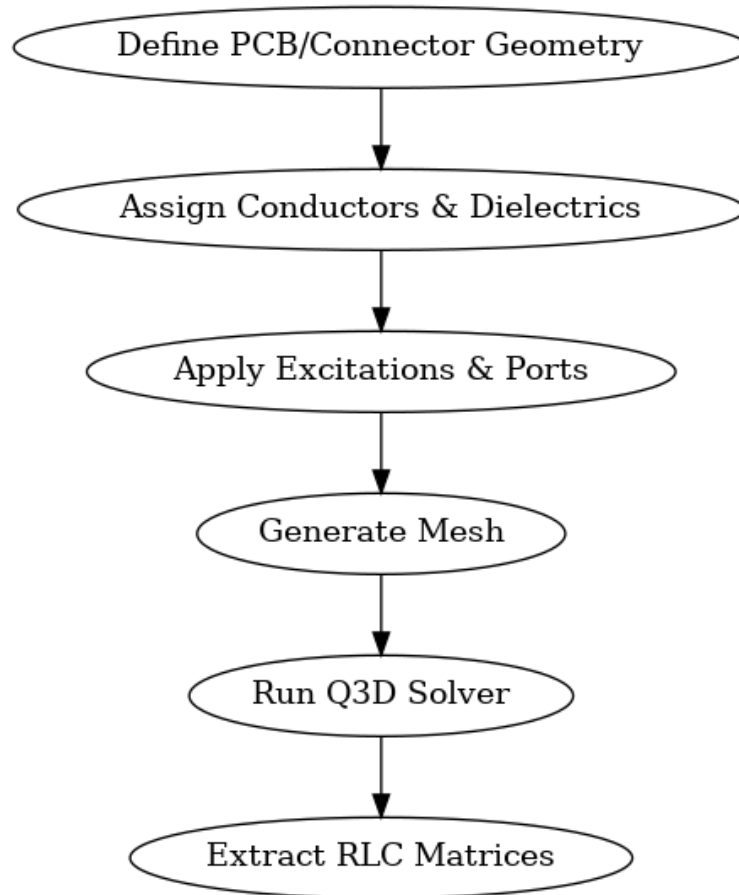 Define PCB/Connector Geometry
Assign Conductors & Dielectrics
Apply Excitations & Ports
Generate Mesh
Run Q3D Solver
Extract RLC Matrices